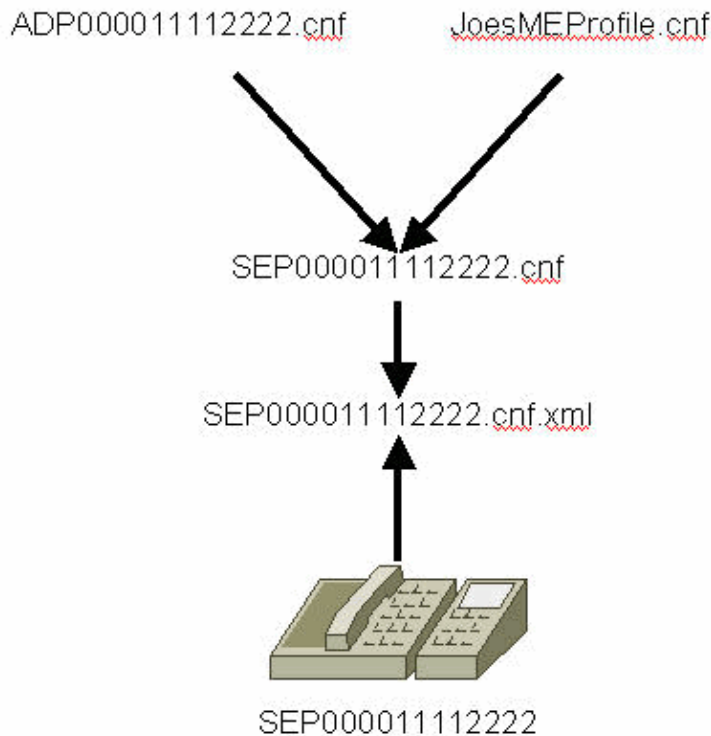 ADP000011112222.cnf JoesMEProfile.cnf
SEP000011112222.cnf
SEP000011112222.cnf.xml
SEP000011112222